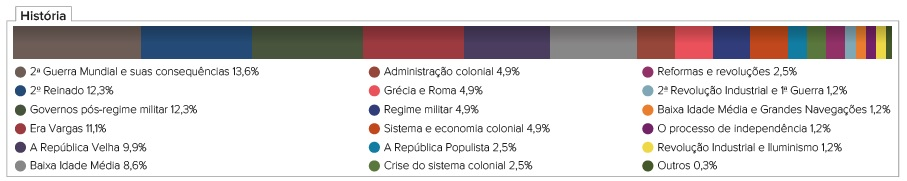 História
2ª Guerra Mundial e suas consequências 13,6%
2º Reinado 12,3%
Governos pós-regime militar 12,3%
Era Vargas 11,1%
A República Velha 9,9%
Baixa Idade Média 8,6%
Administração colonial 4,9%
Grécia e Roma 4,9%
Regime militar 4,9%
Sistema e economia colonial 4,9%
A República Populista 2,5%
Crise do sistema colonial 2,5%
Reformas e revoluções 2,5%
2ª Revolução Industrial e 1ª Guerra 1,2%
Baixa Idade Média e Grandes Navegações 1,2%
O processo de independência 1,2%
Revolução Industrial e Iluminismo 1,2%
Outros 0,3%